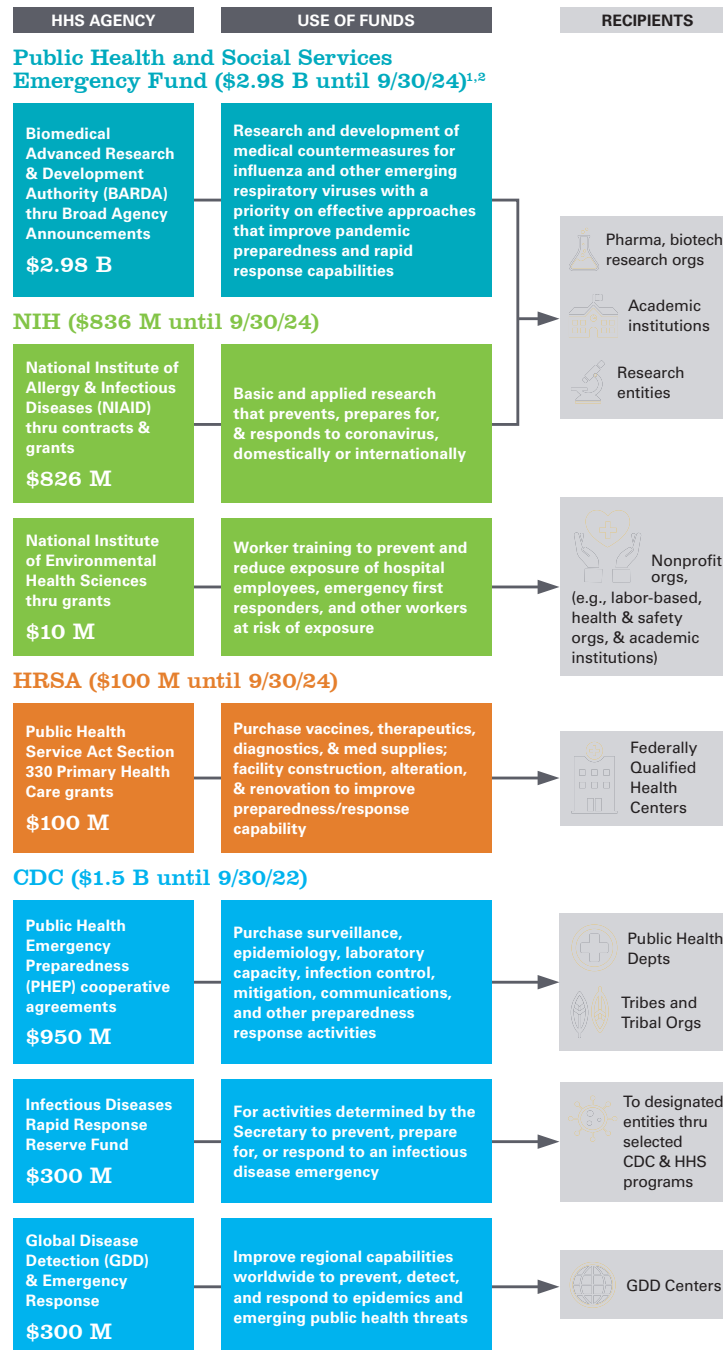 HHS AGENCY
USE OF FUNDS
RECIPIENTS
Public Health and Social Services
Emergency Fund ($2.98 B until 9/30/24)1,2
Biomedical
Advanced Research
& Development
Authority (BARDA)
thru Broad Agency
Announcements
$2.98 B
Research and development of
medical countermeasures for
influenza and other emerging
respiratory viruses with a
priority on effective approaches
that improve pandemic
preparedness and rapid
response capabilities
Pharma, biotech
research orgs
Academic
institutions
Research
entities
NIH ($836 M until 9/30/24)
National Institute of
Allergy & Infectious
Diseases (NIAID)
thru contracts &
grants
$826 M
Basic and applied research
that prevents, prepares for,
& responds to coronavirus,
domestically or internationally
National Institute
of Environmental
Health Sciences
thru grants
$10 M
Worker training to prevent and
reduce exposure of hospital
employees, emergency first
responders, and other workers
at risk of exposure
Nonprofit
orgs,
(e.g., labor-based,
health & safety
orgs, & academic
institutions)
HRSA ($100 M until 9/30/24)
Public Health
Service Act Section
330 Primary Health
Care grants
$100 M
Purchase vaccines, therapeutics,
diagnostics, & med supplies;
facility construction, alteration,
& renovation to improve
preparedness/response
capability
Federally
Qualified
Health
Centers
CDC ($1.5 B until 9/30/22)
Public Health
Emergency
Preparedness
(PHEP) cooperative
agreements
$950 M
Purchase surveillance,
epidemiology, laboratory
capacity, infection control,
mitigation, communications,
and other preparedness
response activities
Public Health
Depts
Tribes and
Tribal Orgs
Infectious Diseases
Rapid Response
Reserve Fund
$300 M
For activities determined by the
Secretary to prevent, prepare
for, or respond to an infectious
disease emergency
To designated
entities thru
selected
CDC & HHS
programs
Global Disease
Detection (GDD)
& Emergency
Response
$300 M
Improve regional capabilities
worldwide to prevent, detect,
and respond to epidemics and
emerging public health threats
GDD Centers